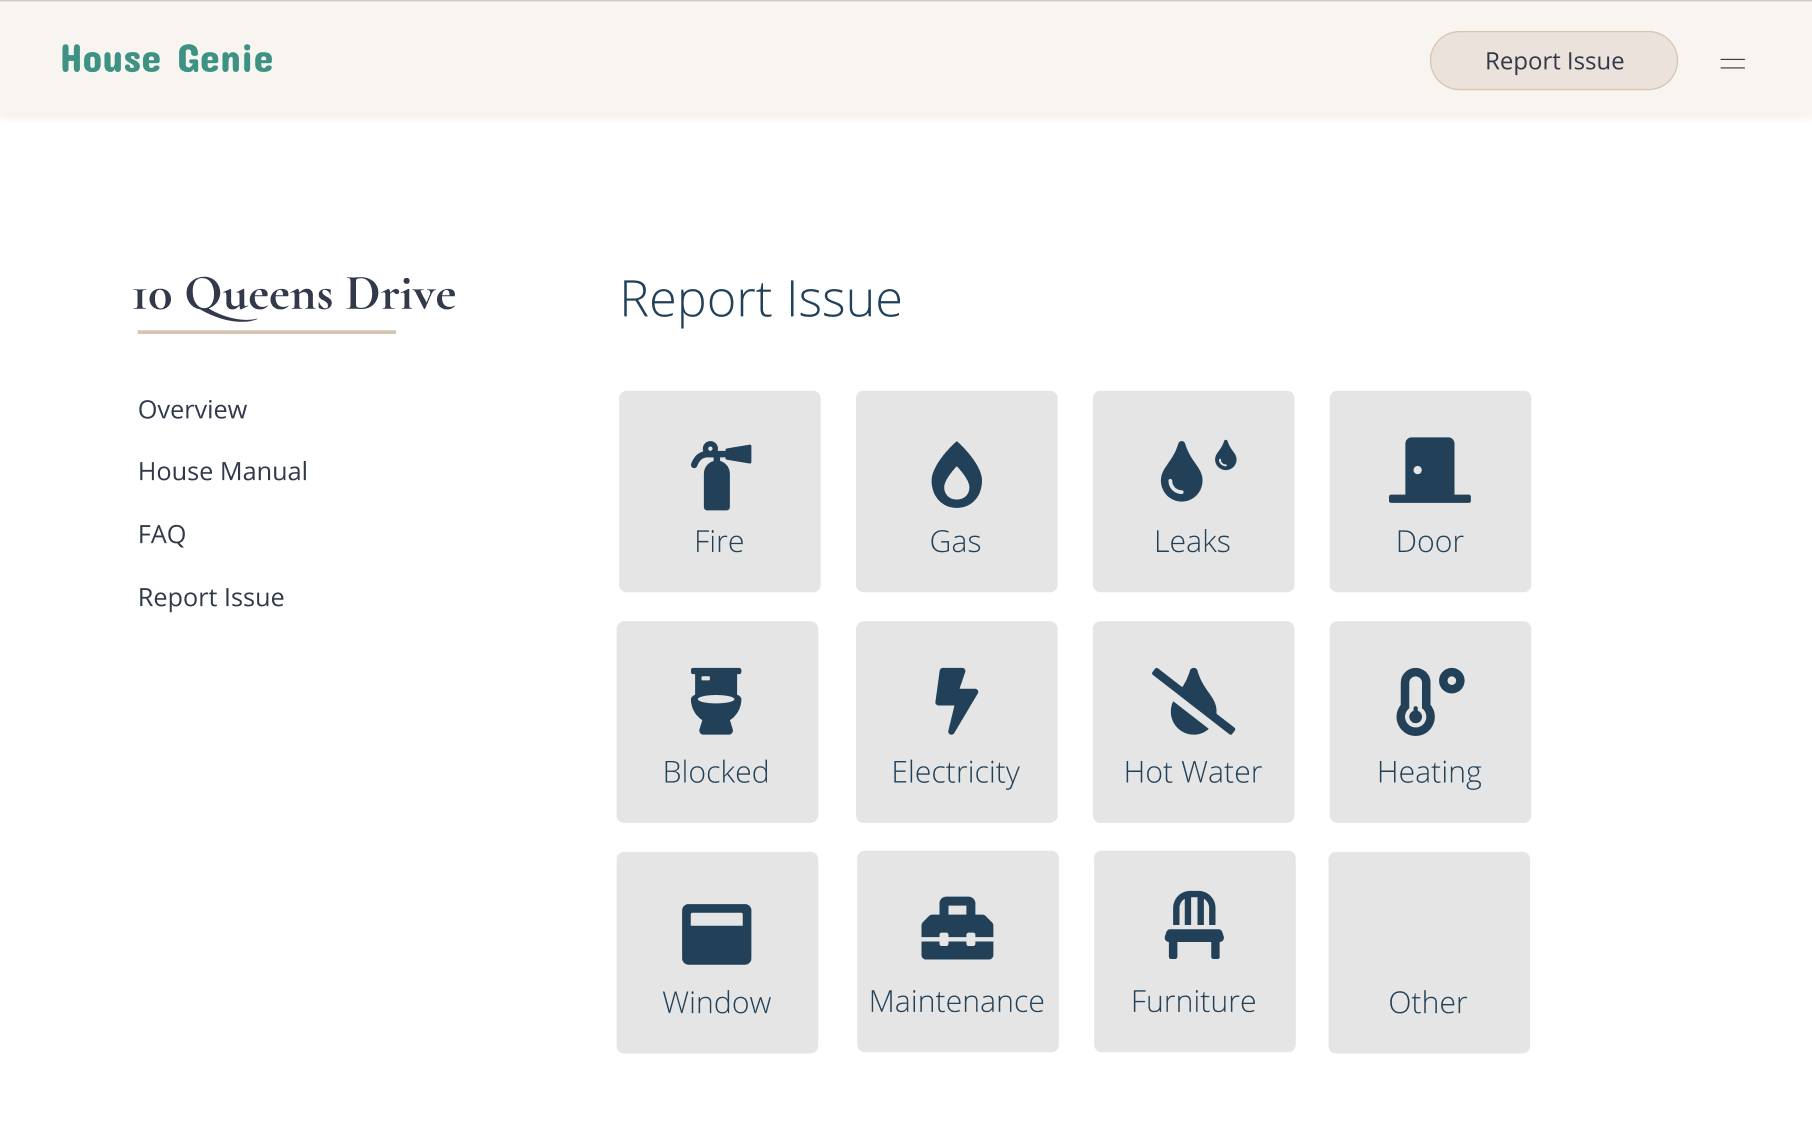 House Genie
Report Issue
10 Queens Drive
Overview
House Manual
FAQ
Report Issue
Report Issue
Fire
Gas
Leaks
Door
Blocked
Electricity
Hot Water
Heating
Window
Maintenance
Furniture
Other